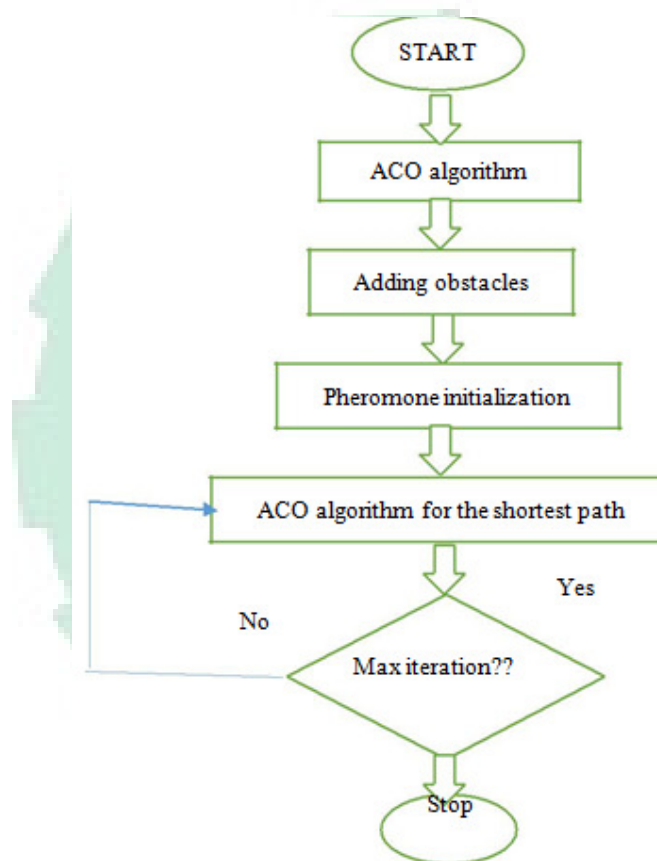 START
ACO algorithm
Adding obstacles
Pheromone initialization
ACO algorithm for the shortest path
Yes
No
Max iteration??
Stop